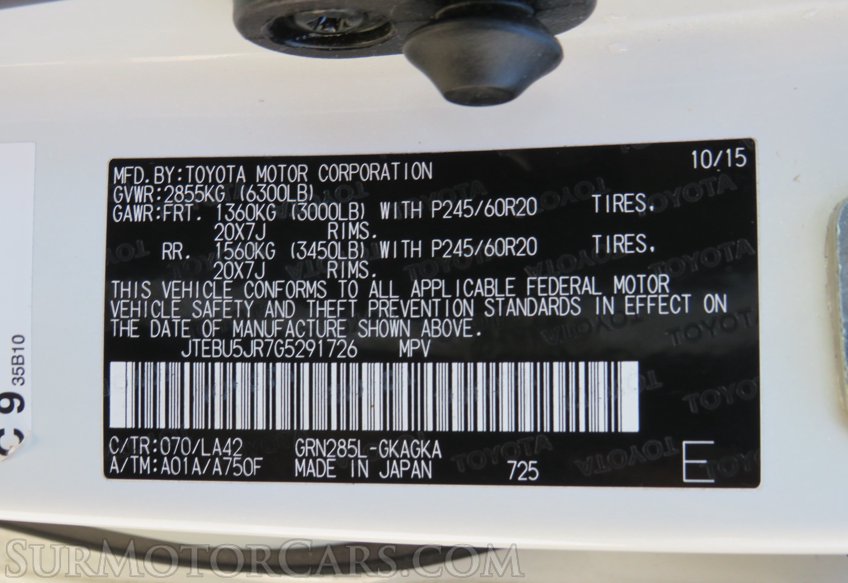 MFD.BY:TOYOTA MOTOR CORPORATION 10/15
GVWR:2855KG (6300LB)
GAWR:FRT. 1360KG (3000LB) WITH P245/60R20 TIRES.
20X7J RIMS.
RR. 1560KG (3450LB) WITH P245/60R20 TIRES,
20X7J RIMS.
THIS VEHICLE CONFORMS TO ALL APPLICABLE FEDERAL MOTOR
VEHICLE SAFETY AND THEFT PREVENTION STANDARDS IN EFFECT ON
THE DATE OF MANUFACTURE SHOWN ABOVE.
JTEBU5JR7G5291726 MPV
C/TR:070/LA42 GRN285L-GKAGKA
A/TM:A01A/A750F MADE IN JAPAN 725 E
C 9
35B10
SurMotorCars.com